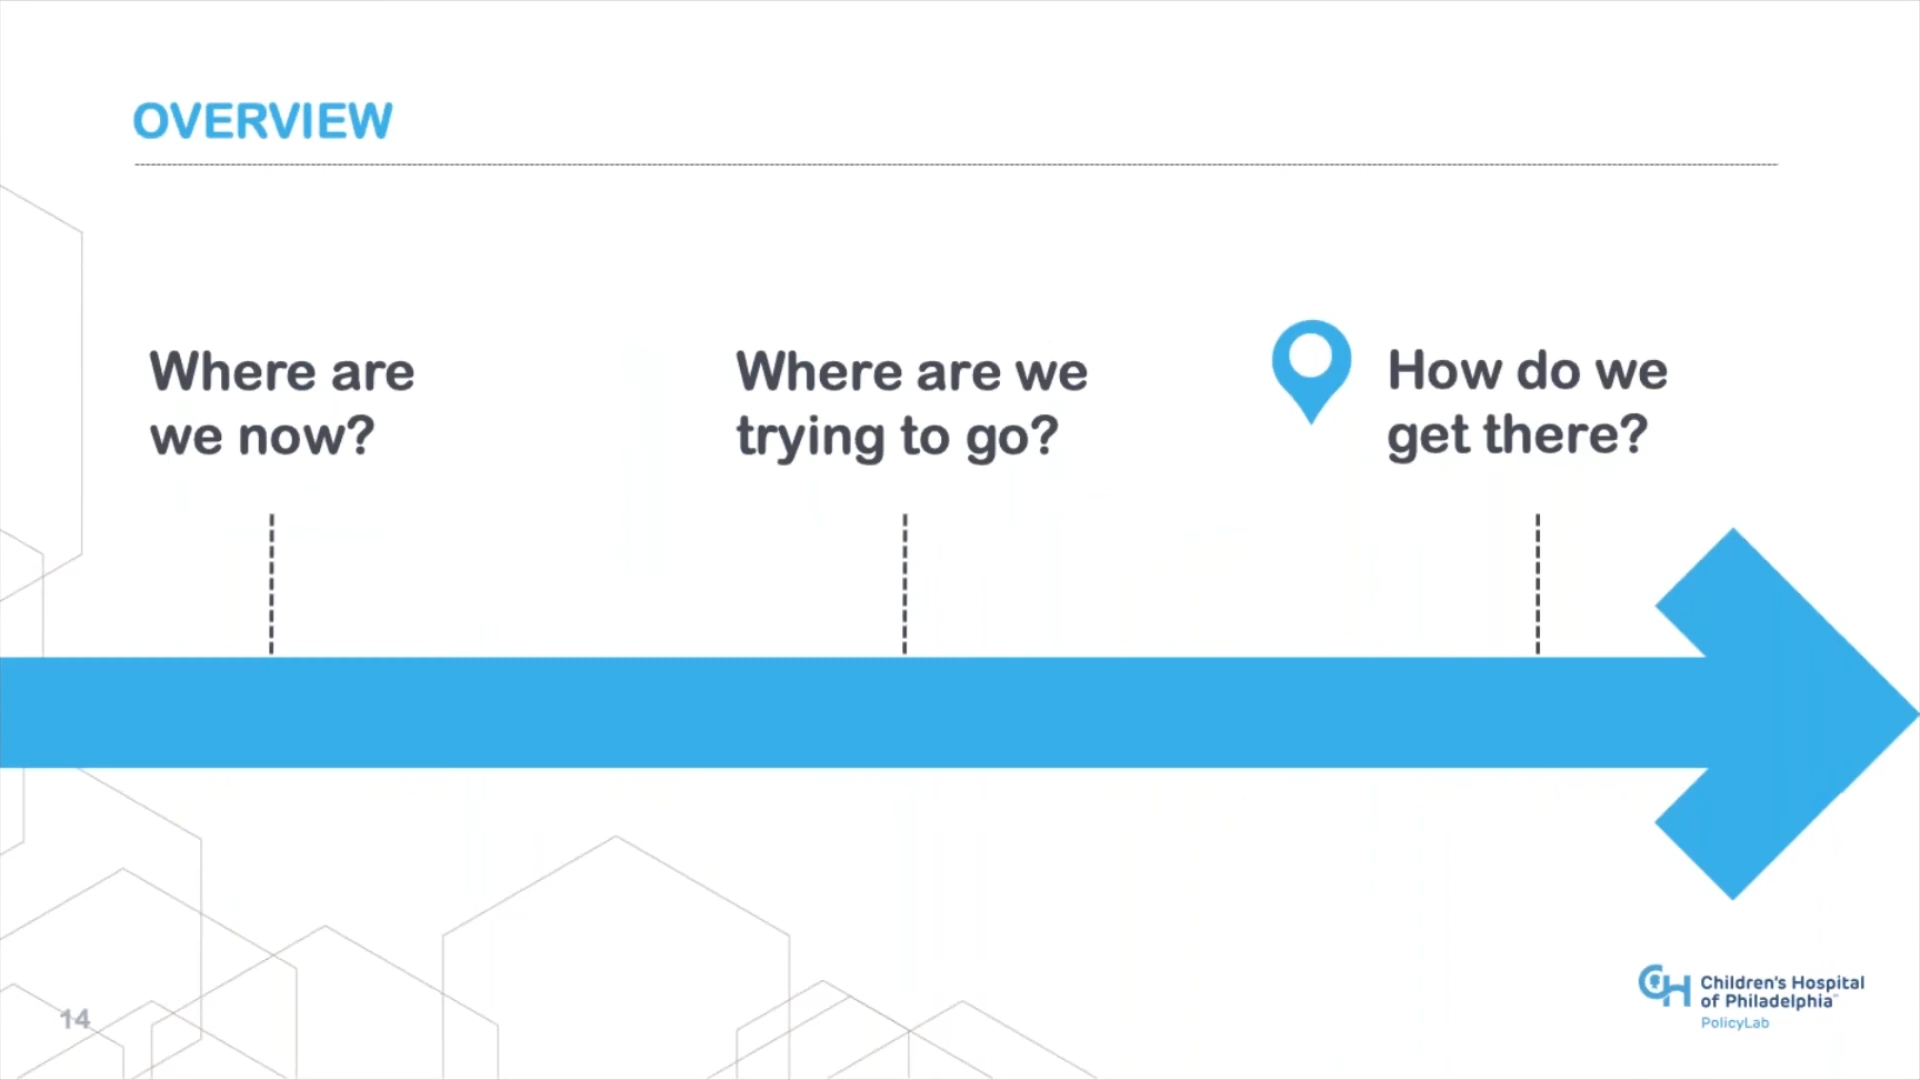 OVERVIEW
Where are
we now?
Where are we
trying to go?
How do we
get there?
14
Children's Hospital
of Philadelphia™
PolicyLab